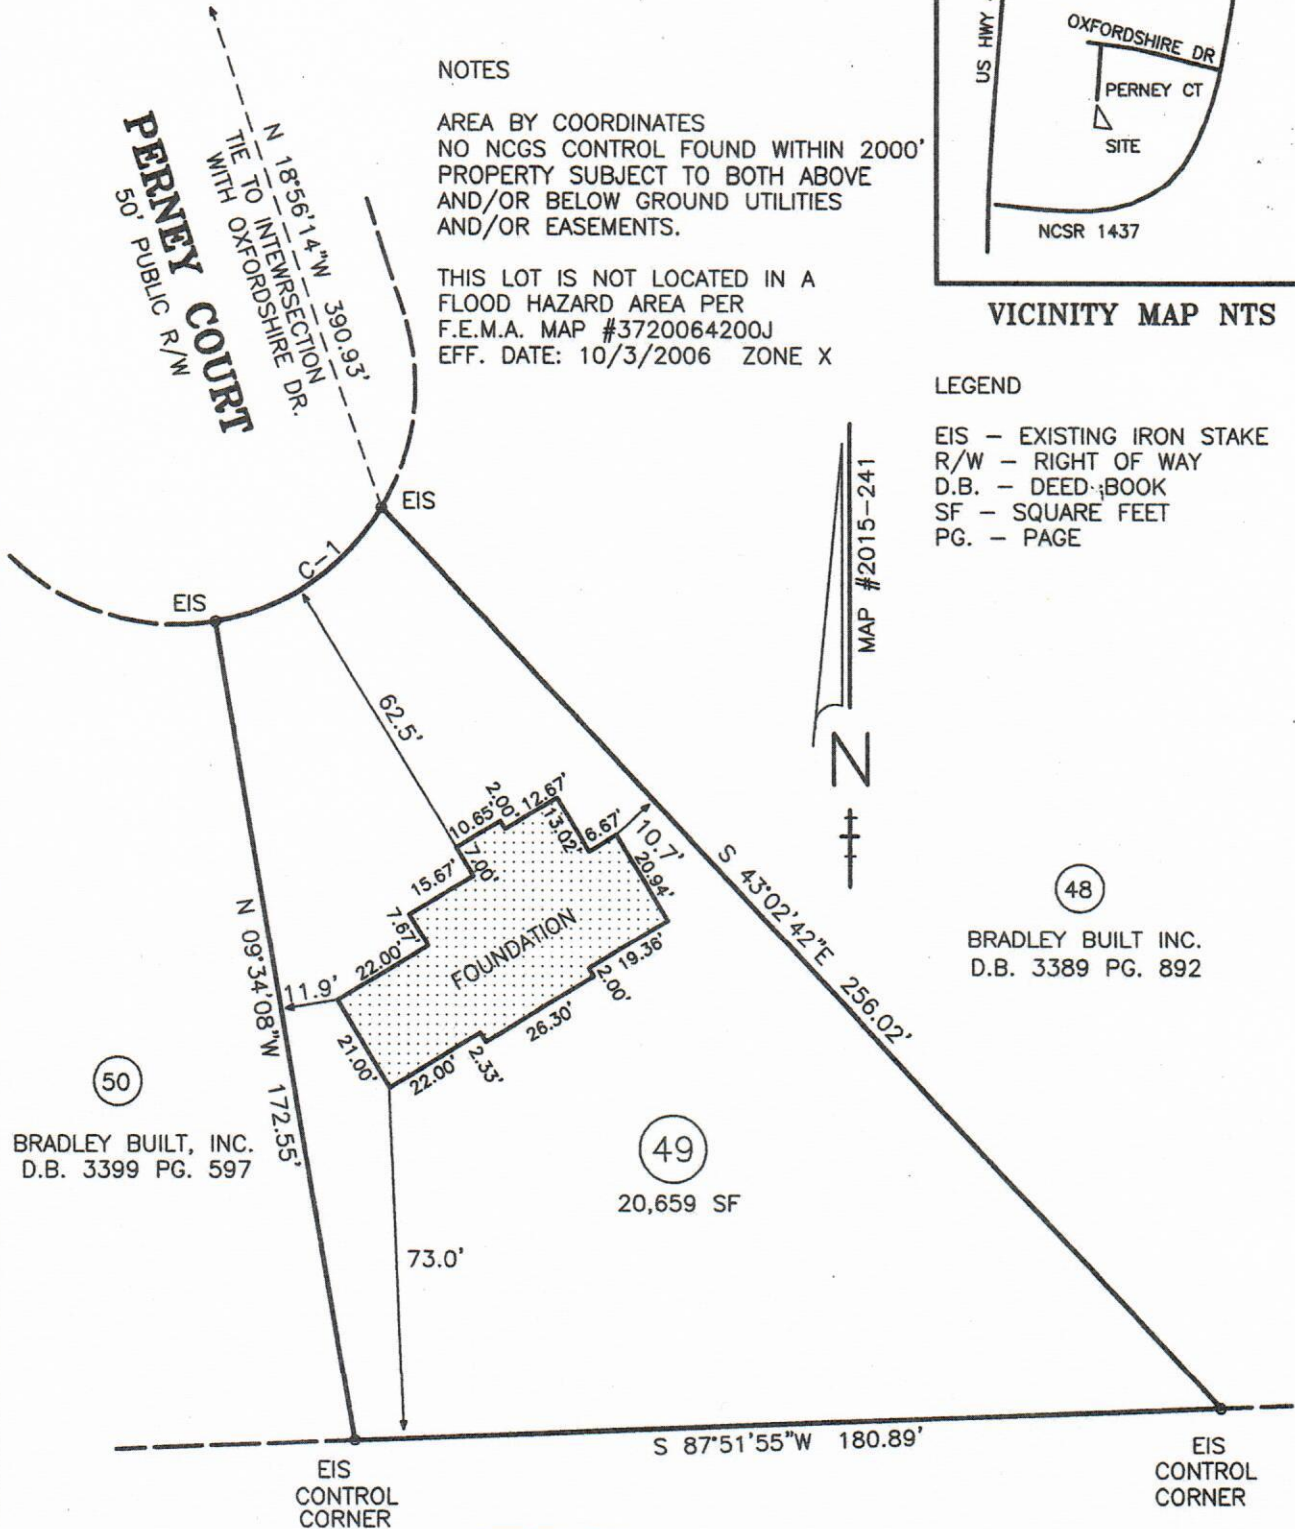 NOTES
AREA BY COORDINATES
NO NCGS CONTROL FOUND WITHIN 2000'
PROPERTY SUBJECT TO BOTH ABOVE
AND/OR BELOW GROUND UTILITIES
AND/OR EASEMENTS.
THIS LOT IS NOT LOCATED IN A
FLOOD HAZARD AREA PER
F.E.M.A. MAP #3720064200J
EFF. DATE: 10/3/2006 ZONE X
US HWY
OXFORDSHIRE DR
PERNEY CT
SITE
NCSR 1437
VICINITY MAP NTS
LEGEND
EIS – EXISTING IRON STAKE
R/W – RIGHT OF WAY
D.B. – DEED BOOK
SF – SQUARE FEET
PG. – PAGE
N 18°56'14"W 390.93'
TIE TO INTEWRSECTION
WITH OXFORDSHIRE DR.
PERNEY COURT
50' PUBLIC R/W
MAP #2015-241
N
EIS
C-1
EIS
62.5'
10.65'
2.00'
12.67'
13.02'
6.67'
10.7'
20.94'
7.00'
15.67'
7.67'
22.00'
11.9'
FOUNDATION
19.36'
2.00'
26.30'
2.33'
22.00'
21.00'
S 43°02'42"E 256.02'
N 09°34'08"W 172.55'
48
BRADLEY BUILT INC.
D.B. 3389 PG. 892
50
BRADLEY BUILT, INC.
D.B. 3399 PG. 597
49
20,659 SF
73.0'
S 87°51'55"W 180.89'
EIS
CONTROL
CORNER
EIS
CONTROL
CORNER